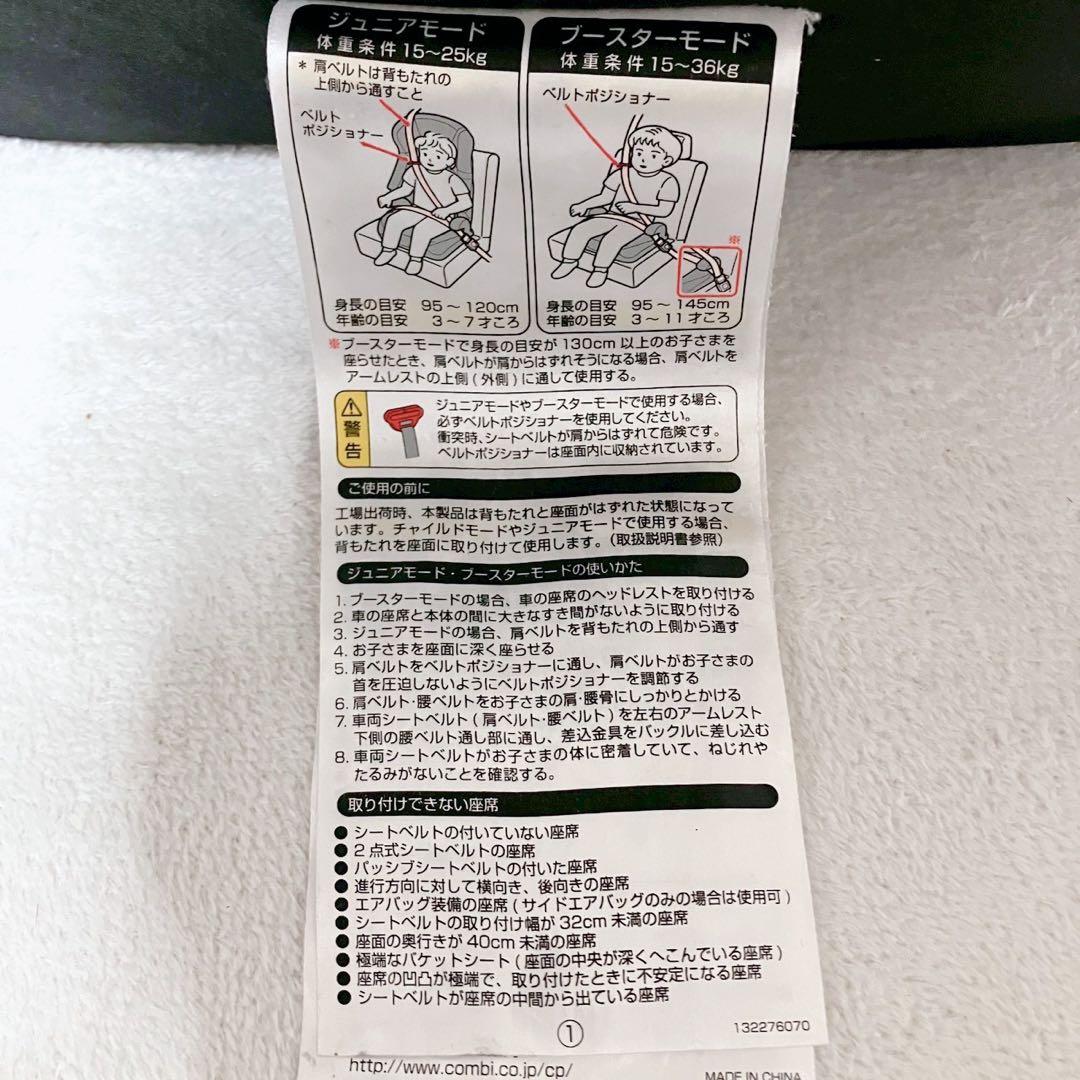 ジュニアモード
体重条件 15～25kg
* 肩ベルトは背もたれの
上側から通すこと
ベルト
ポジショナー
身長の目安 95～120cm
年齢の目安 3～7才ころ
ブースターモード
体重条件 15～36kg
ベルトポジショナー
※
身長の目安 95～145cm
年齢の目安 3～11才ころ
※ブースターモードで身長の目安が130cm以上のお子さまを
座らせたとき、肩ベルトが肩からはずれそうになる場合、肩ベルトを
アームレストの上側(外側)に通して使用する。
警告
ジュニアモードやブースターモードで使用する場合、
必ずベルトポジショナーを使用してください。
衝突時、シートベルトが肩からはずれて危険です。
ベルトポジショナーは座面内に収納されています。
ご使用の前に
工場出荷時、本製品は背もたれと座面がはずれた状態になって
います。チャイルドモードやジュニアモードで使用する場合、
背もたれを座面に取り付けて使用します。(取扱説明書参照)
ジュニアモード・ブースターモードの使いかた
1. ブースターモードの場合、車の座席のヘッドレストを取り付ける
2. 車の座席と本体の間に大きなすき間がないように取り付ける
3. ジュニアモードの場合、肩ベルトを背もたれの上側から通す
4. お子さまを座面に深く座らせる
5. 肩ベルトをベルトポジショナーに通し、肩ベルトがお子さまの
首を圧迫しないようにベルトポジショナーを調節する
6. 肩ベルト・腰ベルトをお子さまの肩・腰骨にしっかりとかける
7. 車両シートベルト(肩ベルト・腰ベルト)を左右のアームレスト
下側の腰ベルト通し部に通し、差込金具をバックルに差し込む
8. 車両シートベルトがお子さまの体に密着していて、ねじれや
たるみがないことを確認する。
取り付けできない座席
● シートベルトの付いていない座席
● 2点式シートベルトの座席
● パッシブシートベルトの付いた座席
● 進行方向に対して横向き、後向きの座席
● エアバッグ装備の座席(サイドエアバッグのみの場合は使用可)
● シートベルトの取り付け幅が32cm未満の座席
● 座面の奥行きが40cm未満の座席
● 極端なバケットシート(座面の中央が深くへこんでいる座席)
● 座席の凹凸が極端で、取り付けたときに不安定になる座席
● シートベルトが座席の中間から出ている座席
①
132276070
http://www.combi.co.jp/cp/
MADE IN CHINA